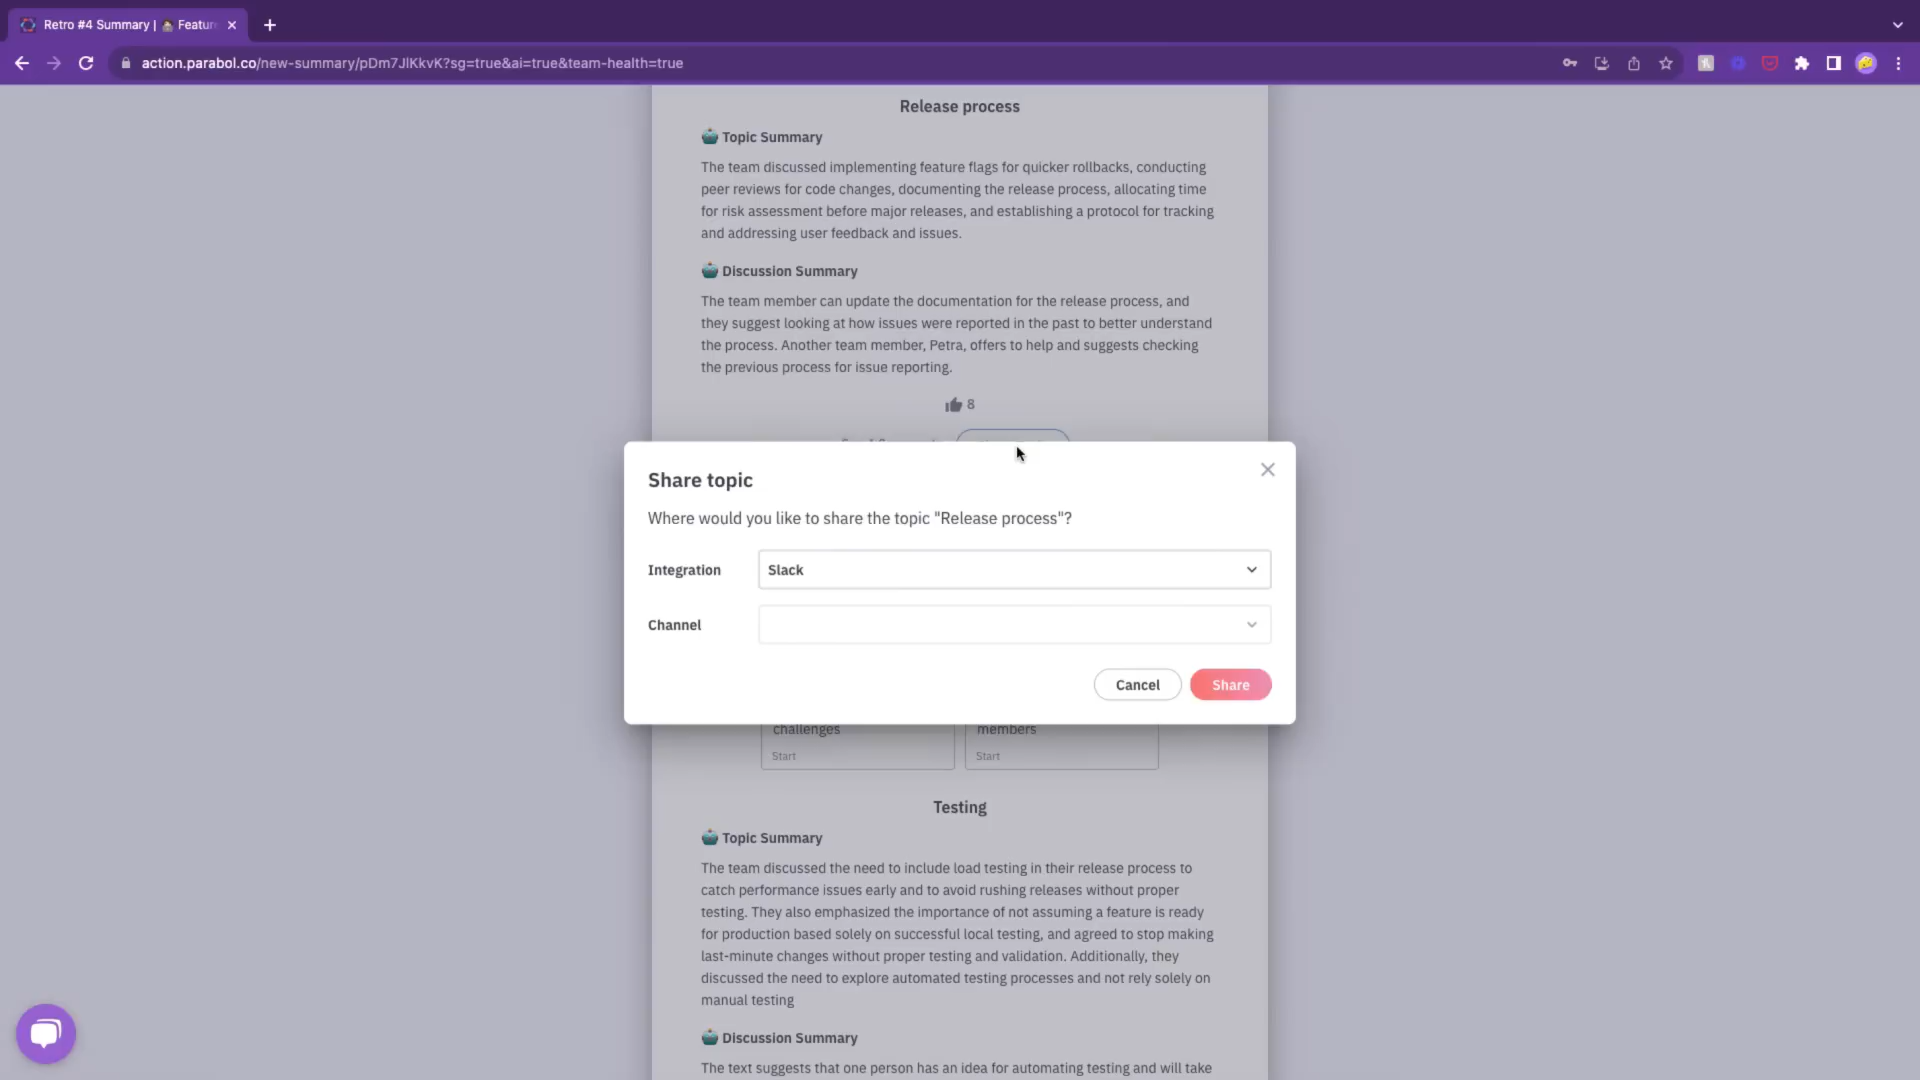 Retro #4 Summary | Featur
action.parabol.co/new-summary/pDm7JlKkvK?sg=true&ai=true&team-health=true
Release process
Topic Summary
The team discussed implementing feature flags for quicker rollbacks, conducting
peer reviews for code changes, documenting the release process, allocating time
for risk assessment before major releases, and establishing a protocol for tracking
and addressing user feedback and issues.
Discussion Summary
The team member can update the documentation for the release process, and
they suggest looking at how issues were reported in the past to better understand
the process. Another team member, Petra, offers to help and suggests checking
the previous process for issue reporting.
8
Share topic
Where would you like to share the topic "Release process"?
Integration
Slack
Channel
Cancel
Share
challenges
members
Start
Start
Testing
Topic Summary
The team discussed the need to include load testing in their release process to
catch performance issues early and to avoid rushing releases without proper
testing. They also emphasized the importance of not assuming a feature is ready
for production based solely on successful local testing, and agreed to stop making
last-minute changes without proper testing and validation. Additionally, they
discussed the need to explore automated testing processes and not rely solely on
manual testing
Discussion Summary
The text suggests that one person has an idea for automating testing and will take